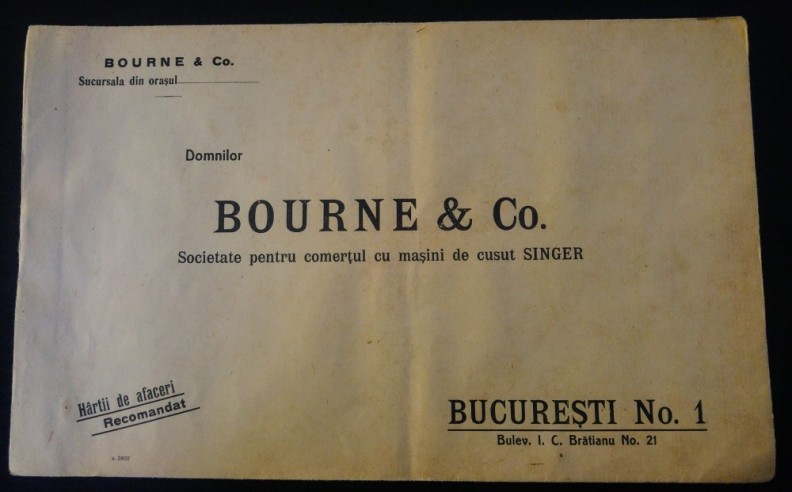 BOURNE & Co.
Sucursala din orașul
Domnilor
BOURNE & Co.
Societate pentru comerțul cu mașini de cusut SINGER
Hârtii de afaceri
Recomandat
BUCUREȘTI No. 1
Bulev. I. C. Brătianu No. 21